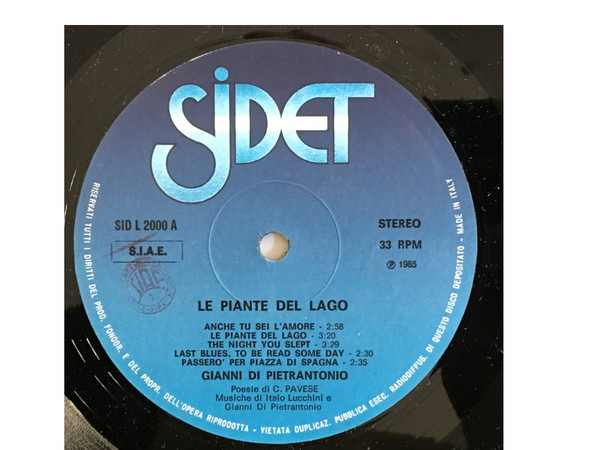 SIDET
SID L 2000 A
STEREO
S.I.A.E.
33 RPM
℗ 1985
LE PIANTE DEL LAGO
ANCHE TU SEI L'AMORE - 2:58
LE PIANTE DEL LAGO - 3:20
THE NIGHT YOU SLEPT - 3:29
LAST BLUES, TO BE READ SOME DAY - 2:30
PASSERO' PER PIAZZA DI SPAGNA - 2:35
GIANNI DI PIETRANTONIO
Poesie di C. PAVESE
Musiche di Italo Lucchini e
Gianni Di Pietrantonio
RISERVATI TUTTI I DIRITTI DEL PROD. FONOGR. E DEL PROPR. DELL'OPERA RIPRODOTTA - VIETATA DUPLICAZ. PUBBLICA ESEC. RADIODIFFUS. DI QUESTO DISCO DEPOSITATO - MADE IN ITALY